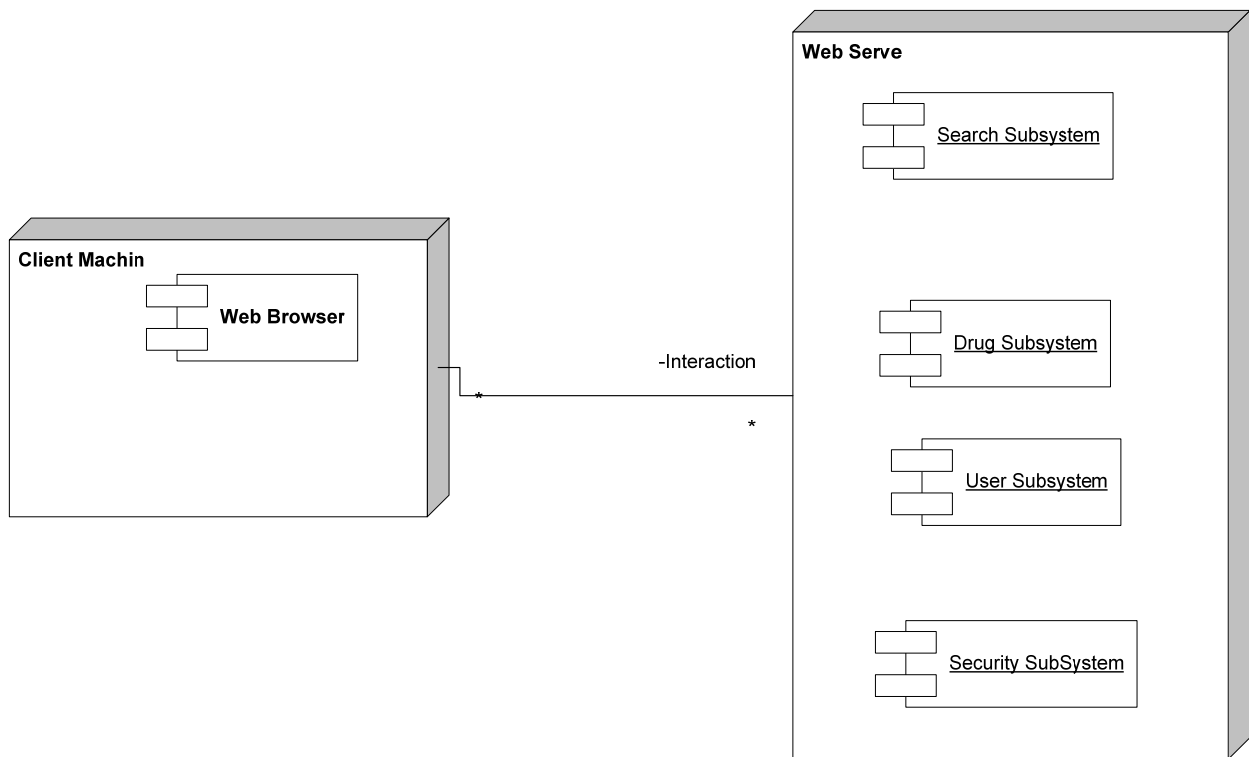 Web Serve
Search Subsystem
Client Machin
Web Browser
Drug Subsystem
-Interaction
*
*
User Subsystem
Security SubSystem